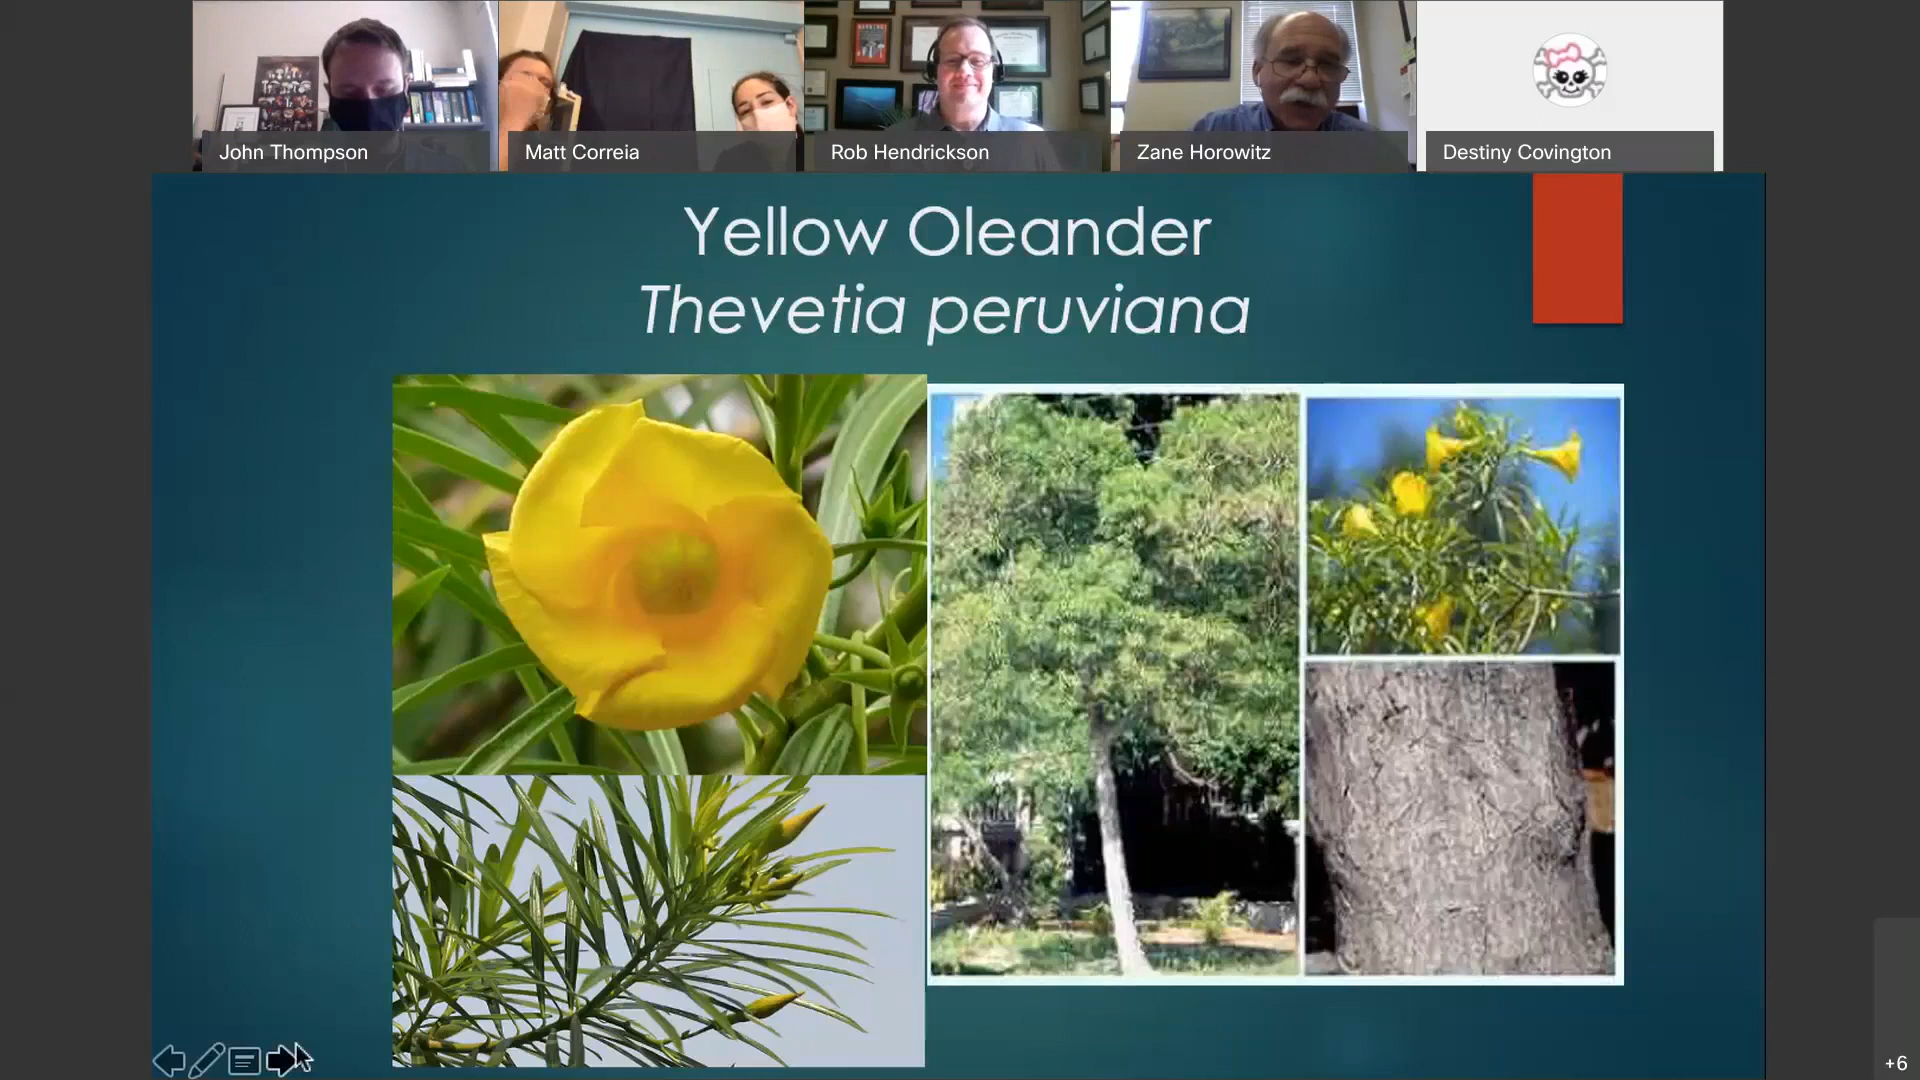 John Thompson
Matt Correia
Rob Hendrickson
Zane Horowitz
Destiny Covington
Yellow Oleander
Thevetia peruviana
+6